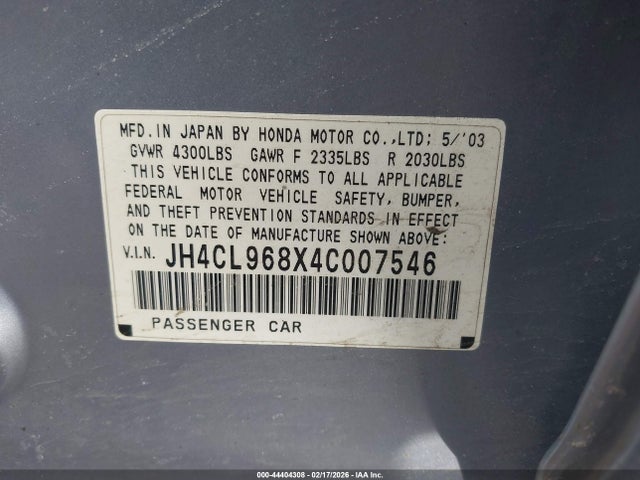 MFD.IN JAPAN BY HONDA MOTOR CO.,LTD; 5/'03
GVWR 4300LBS GAWR F 2335LBS R 2030LBS
THIS VEHICLE CONFORMS TO ALL APPLICABLE
FEDERAL MOTOR VEHICLE SAFETY, BUMPER,
AND THEFT PREVENTION STANDARDS IN EFFECT
ON THE DATE OF MANUFACTURE SHOWN ABOVE:
V.I.N. JH4CL968X4C007546
PASSENGER CAR
000-44404308 - 02/17/2026 - IAA Inc.